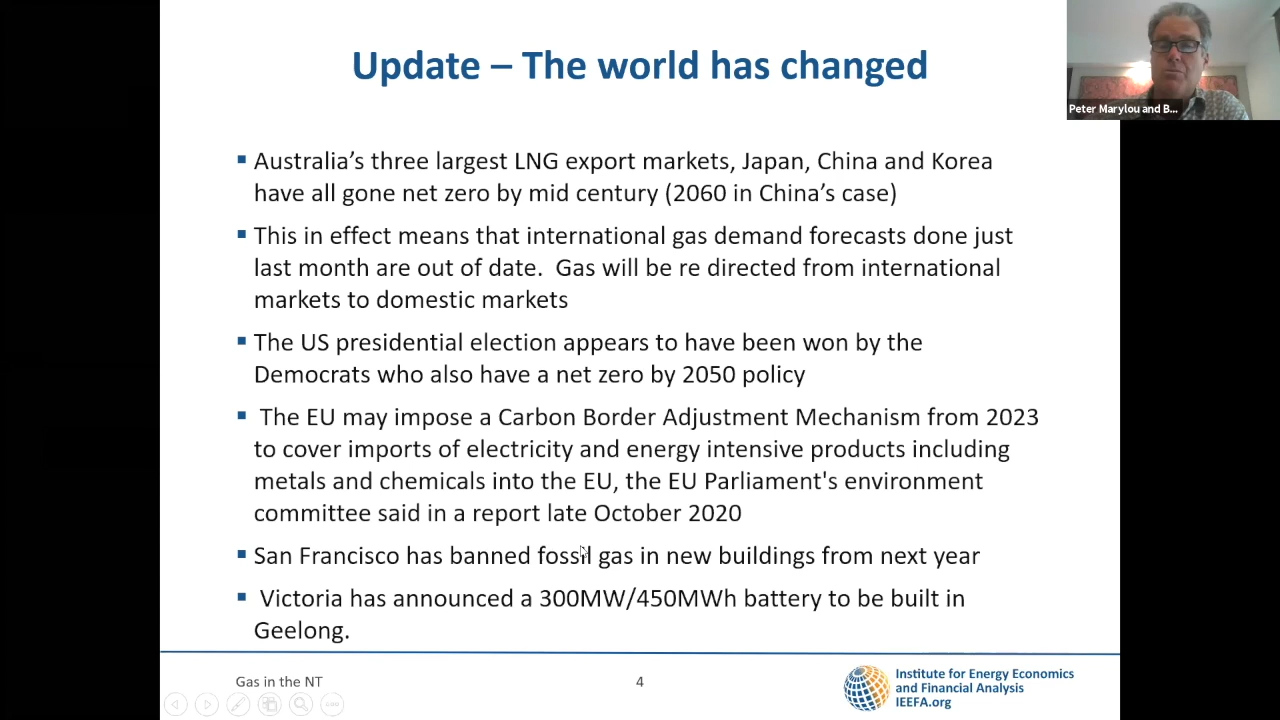 Update – The world has changed
Peter Marylou and B...
▪ Australia’s three largest LNG export markets, Japan, China and Korea
have all gone net zero by mid century (2060 in China’s case)
▪ This in effect means that international gas demand forecasts done just
last month are out of date.  Gas will be re directed from international
markets to domestic markets
▪ The US presidential election appears to have been won by the
Democrats who also have a net zero by 2050 policy
▪ The EU may impose a Carbon Border Adjustment Mechanism from 2023
to cover imports of electricity and energy intensive products including
metals and chemicals into the EU, the EU Parliament's environment
committee said in a report late October 2020
▪ San Francisco has banned fossil gas in new buildings from next year
▪ Victoria has announced a 300MW/450MWh battery to be built in
Geelong.
Gas in the NT
4
Institute for Energy Economics
and Financial Analysis
IEEFA.org